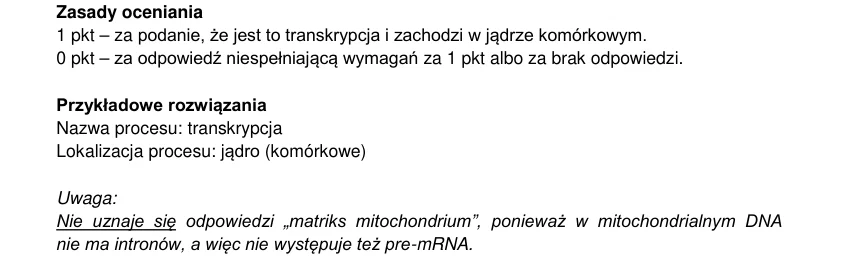 Zasady oceniania
1 pkt – za podanie, że jest to transkrypcja i zachodzi w jądrze komórkowym.
0 pkt – za odpowiedź niespełniającą wymagań za 1 pkt albo za brak odpowiedzi.
Przykładowe rozwiązania
Nazwa procesu: transkrypcja
Lokalizacja procesu: jądro (komórkowe)
Uwaga:
Nie uznaje się odpowiedzi „matriks mitochondrium”, ponieważ w mitochondrialnym DNA
nie ma intronów, a więc nie występuje też pre-mRNA.